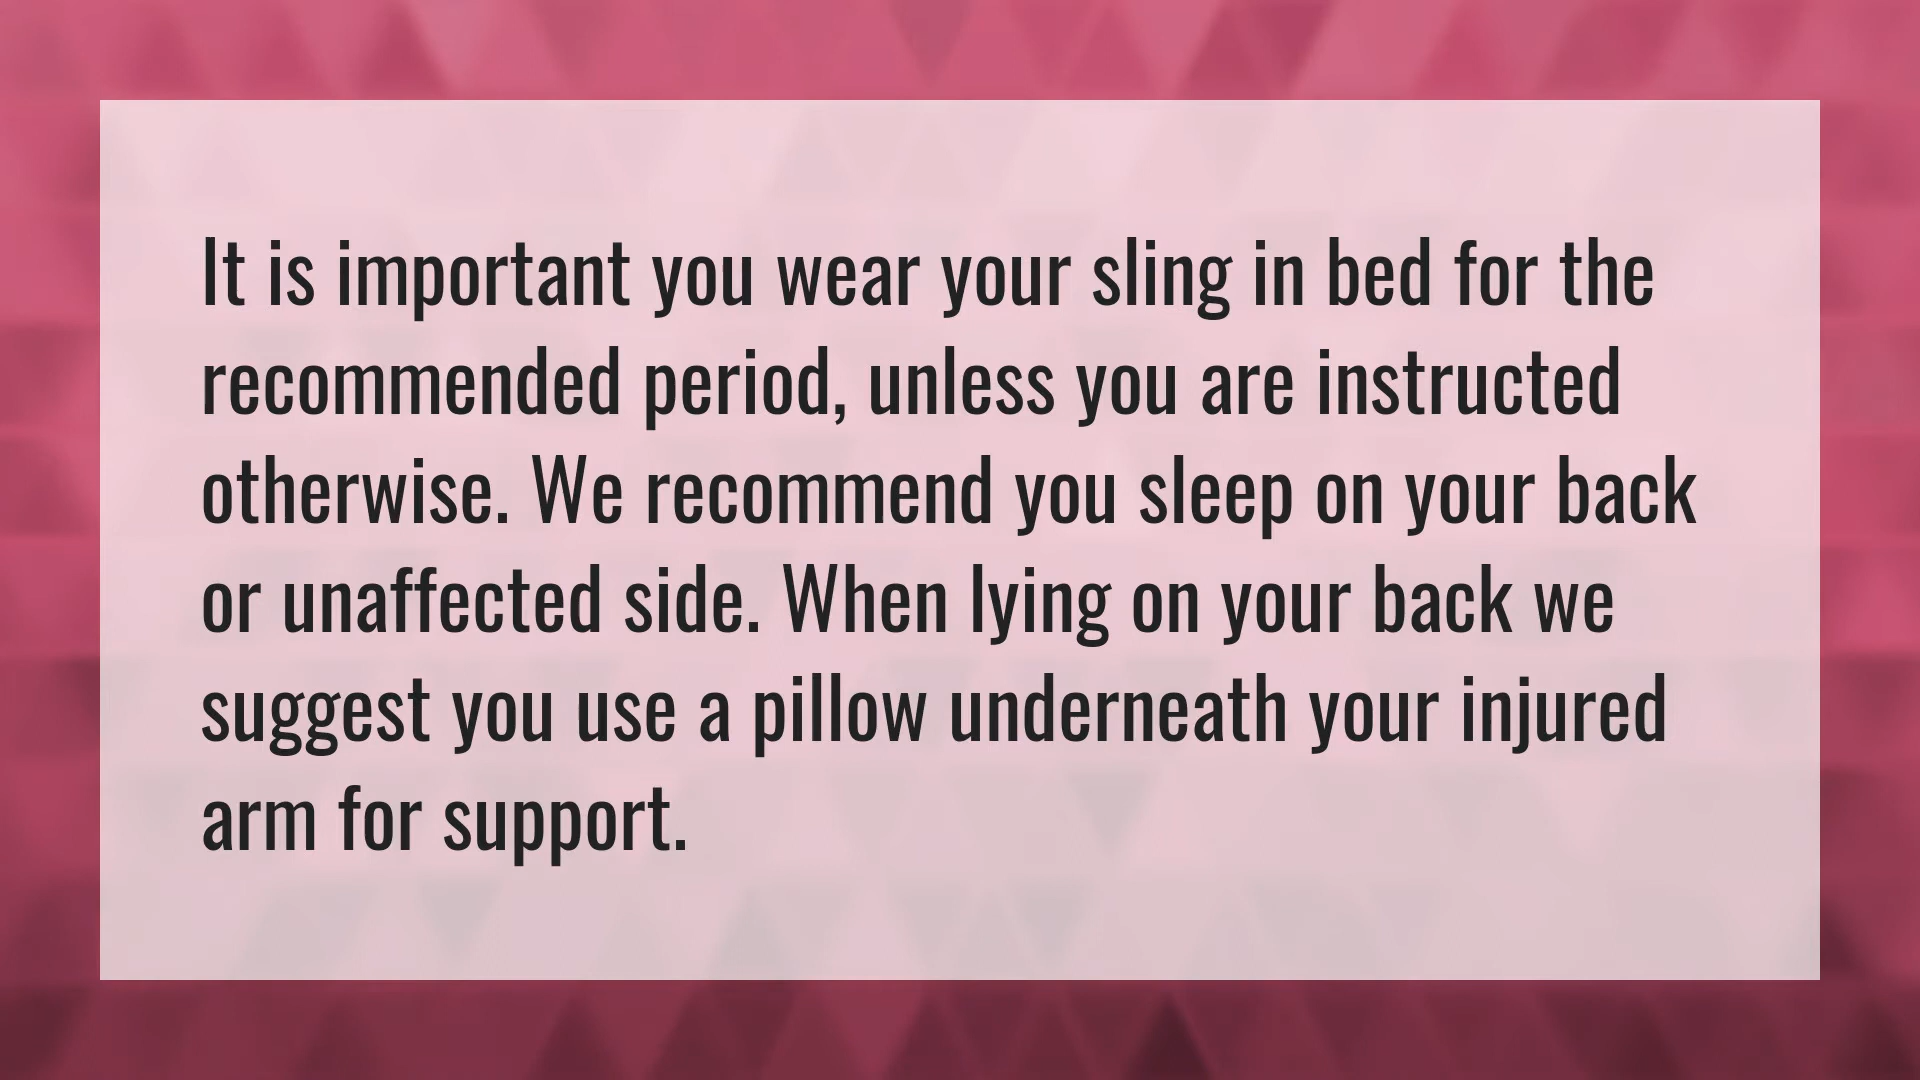 It is important you wear your sling in bed for the
recommended period, unless you are instructed
otherwise. We recommend you sleep on your back
or unaffected side. When lying on your back we
suggest you use a pillow underneath your injured
arm for support.